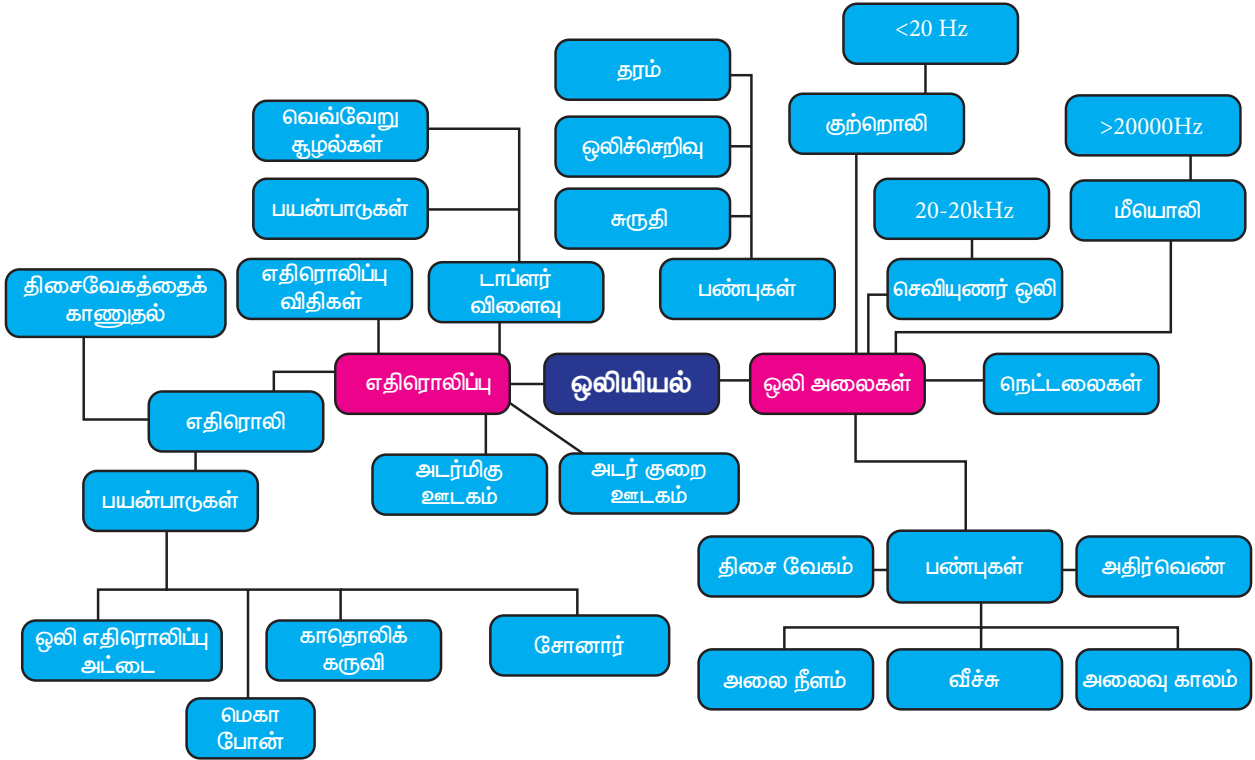 <20 Hz
தரம்
குற்றொலி
>20000Hz
வெவ்வேறு
சூழல்கள்
ஒலிச்செறிவு
பயன்பாடுகள்
சுருதி
20-20kHz
மீயொலி
எதிரொலிப்பு
விதிகள்
டாப்ளர்
விளைவு
பண்புகள்
செவியுணர் ஒலி
திசைவேகத்தைக்
காணுதல்
எதிரொலிப்பு
ஒலியியல்
ஒலி அலைகள்
நெட்டலைகள்
எதிரொலி
அடர்மிகு
ஊடகம்
அடர் குறை
ஊடகம்
பயன்பாடுகள்
திசை வேகம்
பண்புகள்
அதிர்வெண்
ஒலி எதிரொலிப்பு
அட்டை
காதொலிக்
கருவி
சோனார்
அலை நீளம்
வீச்சு
அலைவு காலம்
மெகா
போன்